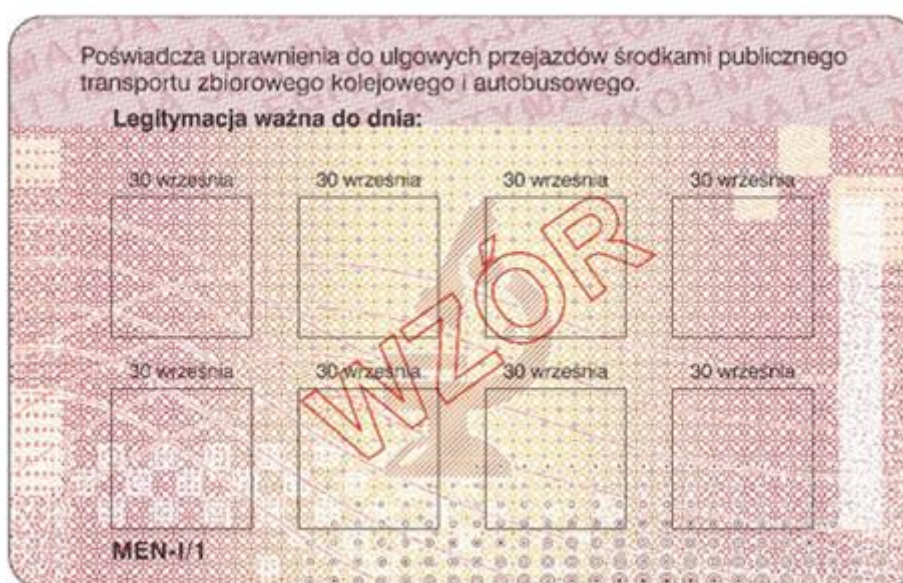 Poświadcza uprawnienia do ulgowych przejazdów środkami publicznego
transportu zbiorowego kolejowego i autobusowego.
Legitymacja ważna do dnia:
30 września 30 września 30 września 30 września
WZÓR
30 września 30 września 30 września 30 września
MEN-I/1